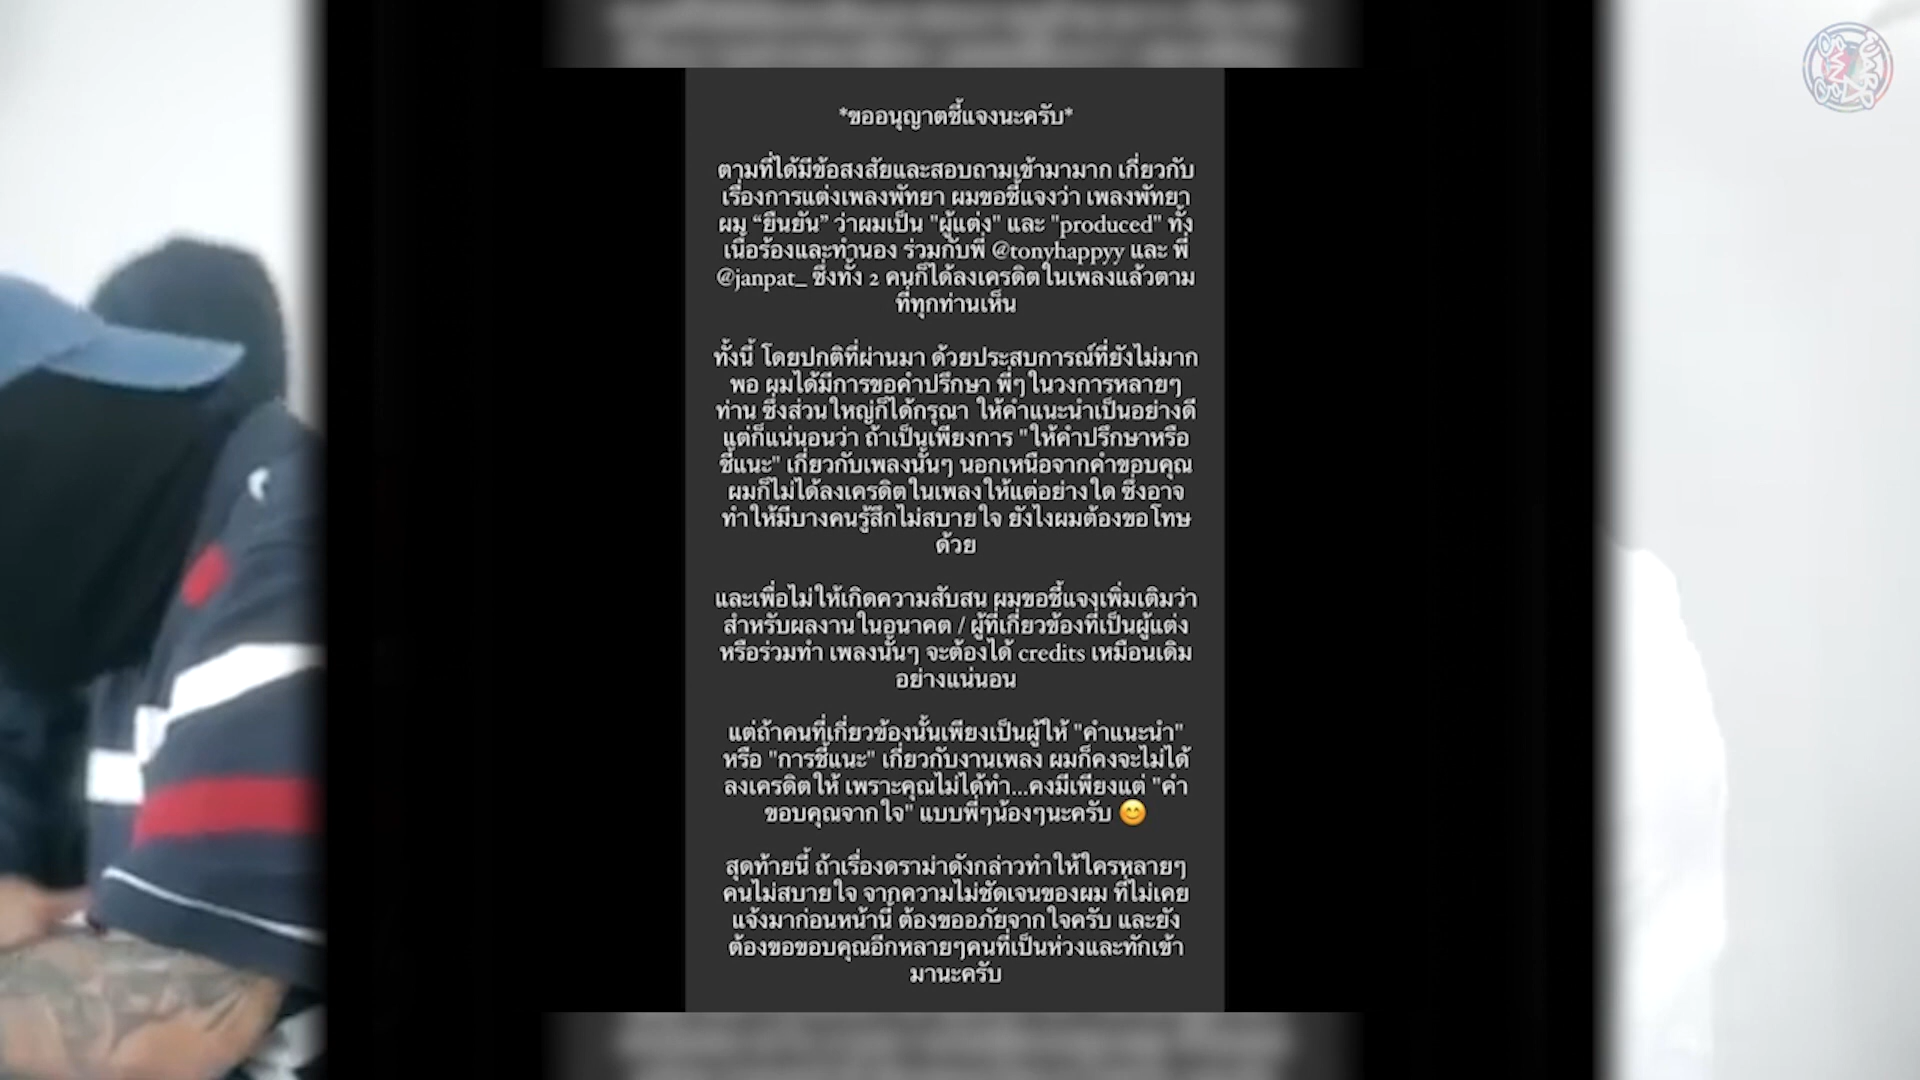 *ขออนุญาตชี้แจงนะครับ*
ตามที่ได้มีข้อสงสัยและสอบถามเข้ามามาก เกี่ยวกับ
เรื่องการแต่งเพลงพัทยา ผมขอชี้แจงว่า เพลงพัทยา
ผม “ยืนยัน” ว่าผมเป็น "ผู้แต่ง" และ "produced" ทั้ง
เนื้อร้องและทำนอง ร่วมกับพี่ @tonyhappyy และ พี่
@janpat_ ซึ่งทั้ง 2 คนก็ได้ลงเครดิตในเพลงแล้วตาม
ที่ทุกท่านเห็น
ทั้งนี้ โดยปกติที่ผ่านมา ด้วยประสบการณ์ที่ยังไม่มาก
พอ ผมได้มีการขอคำปรึกษา พี่ๆในวงการหลายๆ
ท่าน ซึ่งส่วนใหญ่ก็ได้กรุณา ให้คำแนะนำเป็นอย่างดี
แต่ก็แน่นอนว่า ถ้าเป็นเพียงการ "ให้คำปรึกษาหรือ
ชี้แนะ" เกี่ยวกับเพลงนั้นๆ นอกเหนือจากคำขอบคุณ
ผมก็ไม่ได้ลงเครดิตในเพลงให้แต่อย่างใด ซึ่งอาจ
ทำให้มีบางคนรู้สึกไม่สบายใจ ยังไงผมต้องขอโทษ
ด้วย
และเพื่อไม่ให้เกิดความสับสน ผมขอชี้แจงเพิ่มเติมว่า
สำหรับผลงานในอนาคต / ผู้ที่เกี่ยวข้องที่เป็นผู้แต่ง
หรือร่วมทำ เพลงนั้นๆ จะต้องได้ credits เหมือนเดิม
อย่างแน่นอน
แต่ถ้าคนที่เกี่ยวข้องนั้นเพียงเป็นผู้ให้ "คำแนะนำ"
หรือ "การชี้แนะ" เกี่ยวกับงานเพลง ผมก็คงจะไม่ได้
ลงเครดิตให้ เพราะคุณไม่ได้ทำ...คงมีเพียงแต่ "คำ
ขอบคุณจากใจ" แบบพี่ๆน้องๆนะครับ 😊
สุดท้ายนี้ ถ้าเรื่องดราม่าดังกล่าวทำให้ใครหลายๆ
คนไม่สบายใจ จากความไม่ชัดเจนของผม ที่ไม่เคย
แจ้งมาก่อนหน้านี้ ต้องขออภัยจากใจครับ และยัง
ต้องขอขอบคุณอีกหลายๆคนที่เป็นห่วงและทักเข้า
มานะครับ